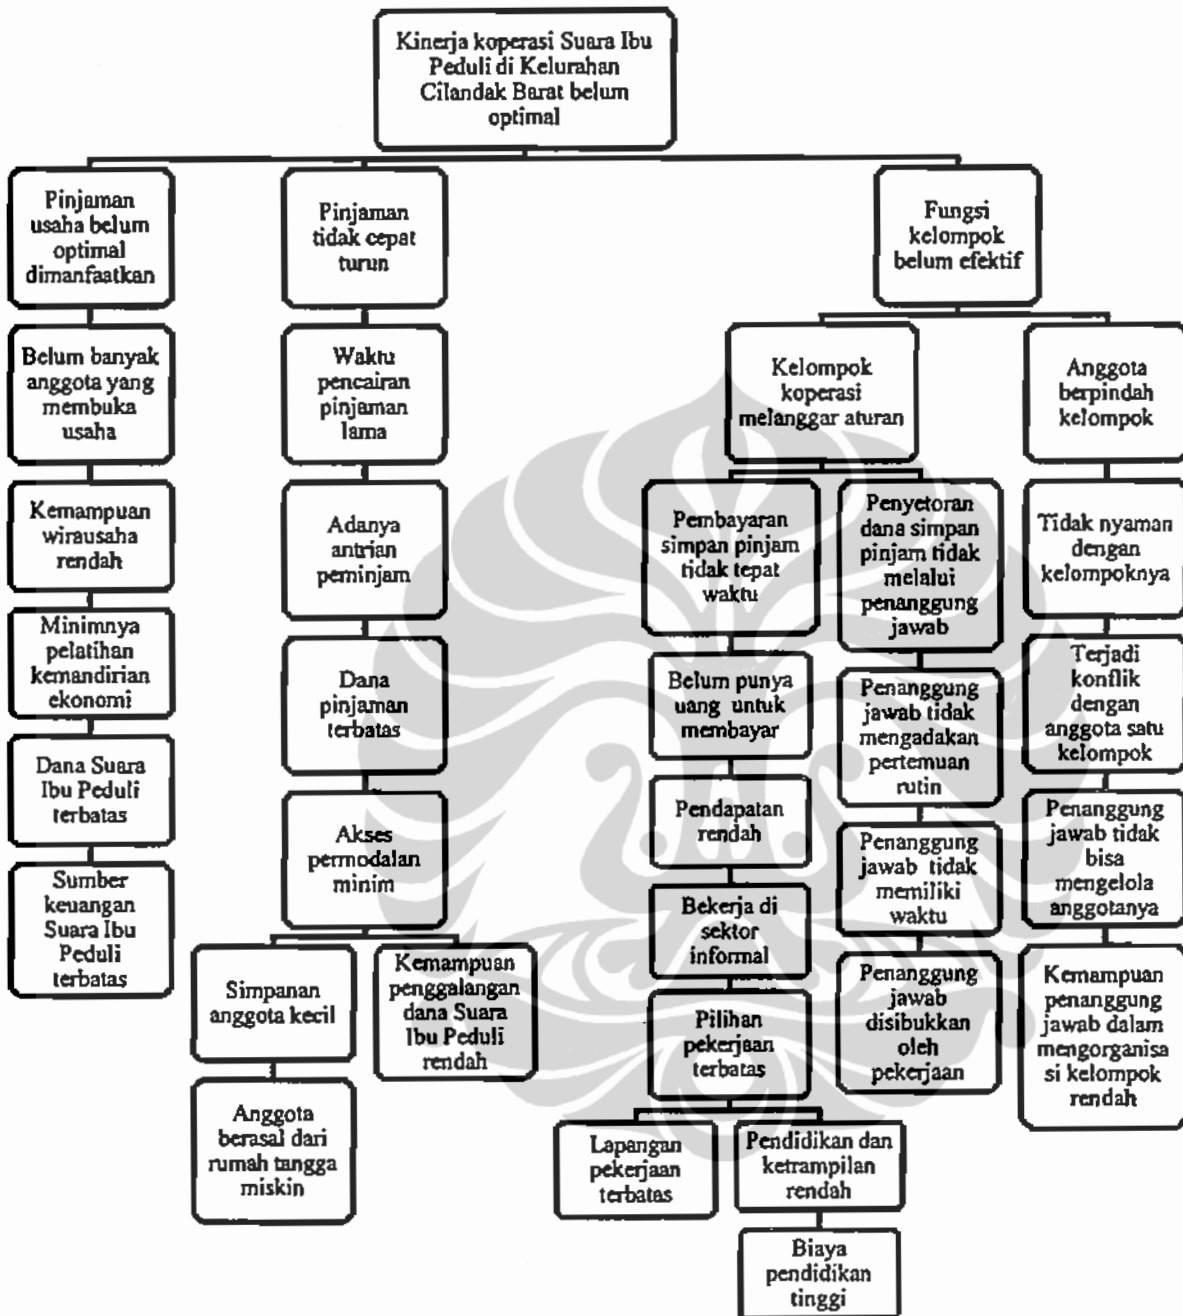 Kinerja koperasi Suara Ibu
Peduli di Kelurahan
Cilandak Barat belum
optimal
Pinjaman
usaha belum
optimal
dimanfaatkan
Belum banyak
anggota yang
membuka
usaha
Kemampuan
wirausaha
rendah
Minimnya
pelatihan
kemandirian
ekonomi
Dana Suara
Ibu Peduli
terbatas
Sumber
keuangan
Suara Ibu
Peduli
terbatas
Pinjaman
tidak cepat
turun
Waktu
pencairan
pinjaman
lama
Adanya
antrian
peminjam
Dana
pinjaman
terbatas
Akses
permodalan
minim
Simpanan
anggota kecil
Anggota
berasal dari
rumah tangga
miskin
Kemampuan
penggalangan
dana Suara
Ibu Peduli
rendah
Fungsi
kelompok
belum efektif
Kelompok
koperasi
melanggar aturan
Pembayaran
simpan pinjam
tidak tepat
waktu
Belum punya
uang untuk
membayar
Pendapatan
rendah
Bekerja di
sektor
informal
Pilihan
pekerjaan
terbatas
Lapangan
pekerjaan
terbatas
Pendidikan dan
ketrampilan
rendah
Biaya
pendidikan
tinggi
Penyetoran
dana simpan
pinjam tidak
melalui
penanggung
jawab
Penanggung
jawab tidak
mengadakan
pertemuan
rutin
Penanggung
jawab tidak
memiliki
waktu
Penanggung
jawab
disibukkan
oleh
pekerjaan
Anggota
berpindah
kelompok
Tidak nyaman
dengan
kelompoknya
Terjadi
konflik
dengan
anggota satu
kelompok
Penanggung
jawab tidak
bisa
mengelola
anggotanya
Kemampuan
penanggung
jawab dalam
mengorganisa
si kelompok
rendah